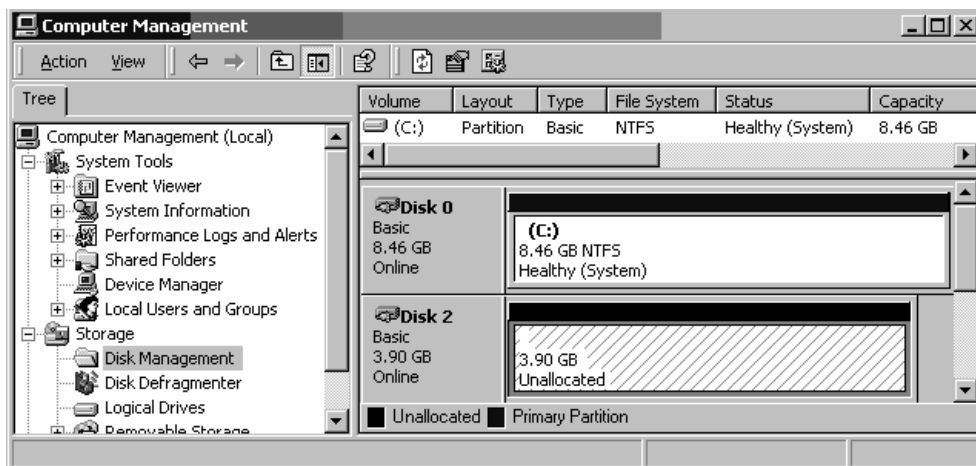 Computer Management
Action View
Tree
Computer Management (Local)
System Tools
Event Viewer
System Information
Performance Logs and Alerts
Shared Folders
Device Manager
Local Users and Groups
Storage
Disk Management
Disk Defragmenter
Logical Drives
Removable Storage
Volume Layout Type File System Status Capacity
(C:) Partition Basic NTFS Healthy (System) 8.46 GB
Disk 0
Basic
8.46 GB
Online
(C:)
8.46 GB NTFS
Healthy (System)
Disk 2
Basic
3.90 GB
Online
3.90 GB
Unallocated
Unallocated Primary Partition